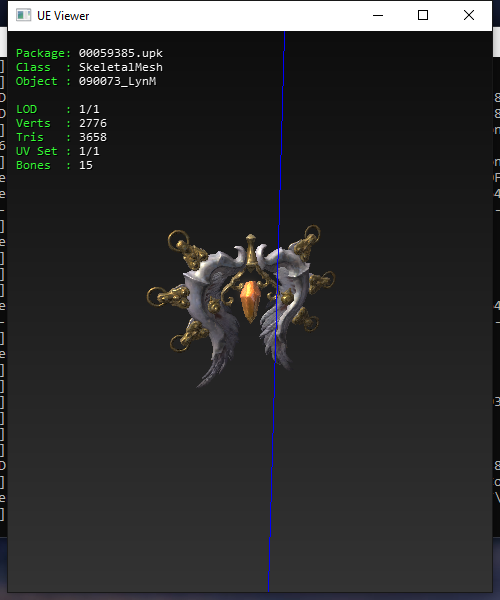 UE Viewer
Package: 00059385.upk
Class  : SkeletalMesh
Object : 090073_LynM
LOD    : 1/1
Verts  : 2776
Tris   : 3658
UV Set : 1/1
Bones  : 15